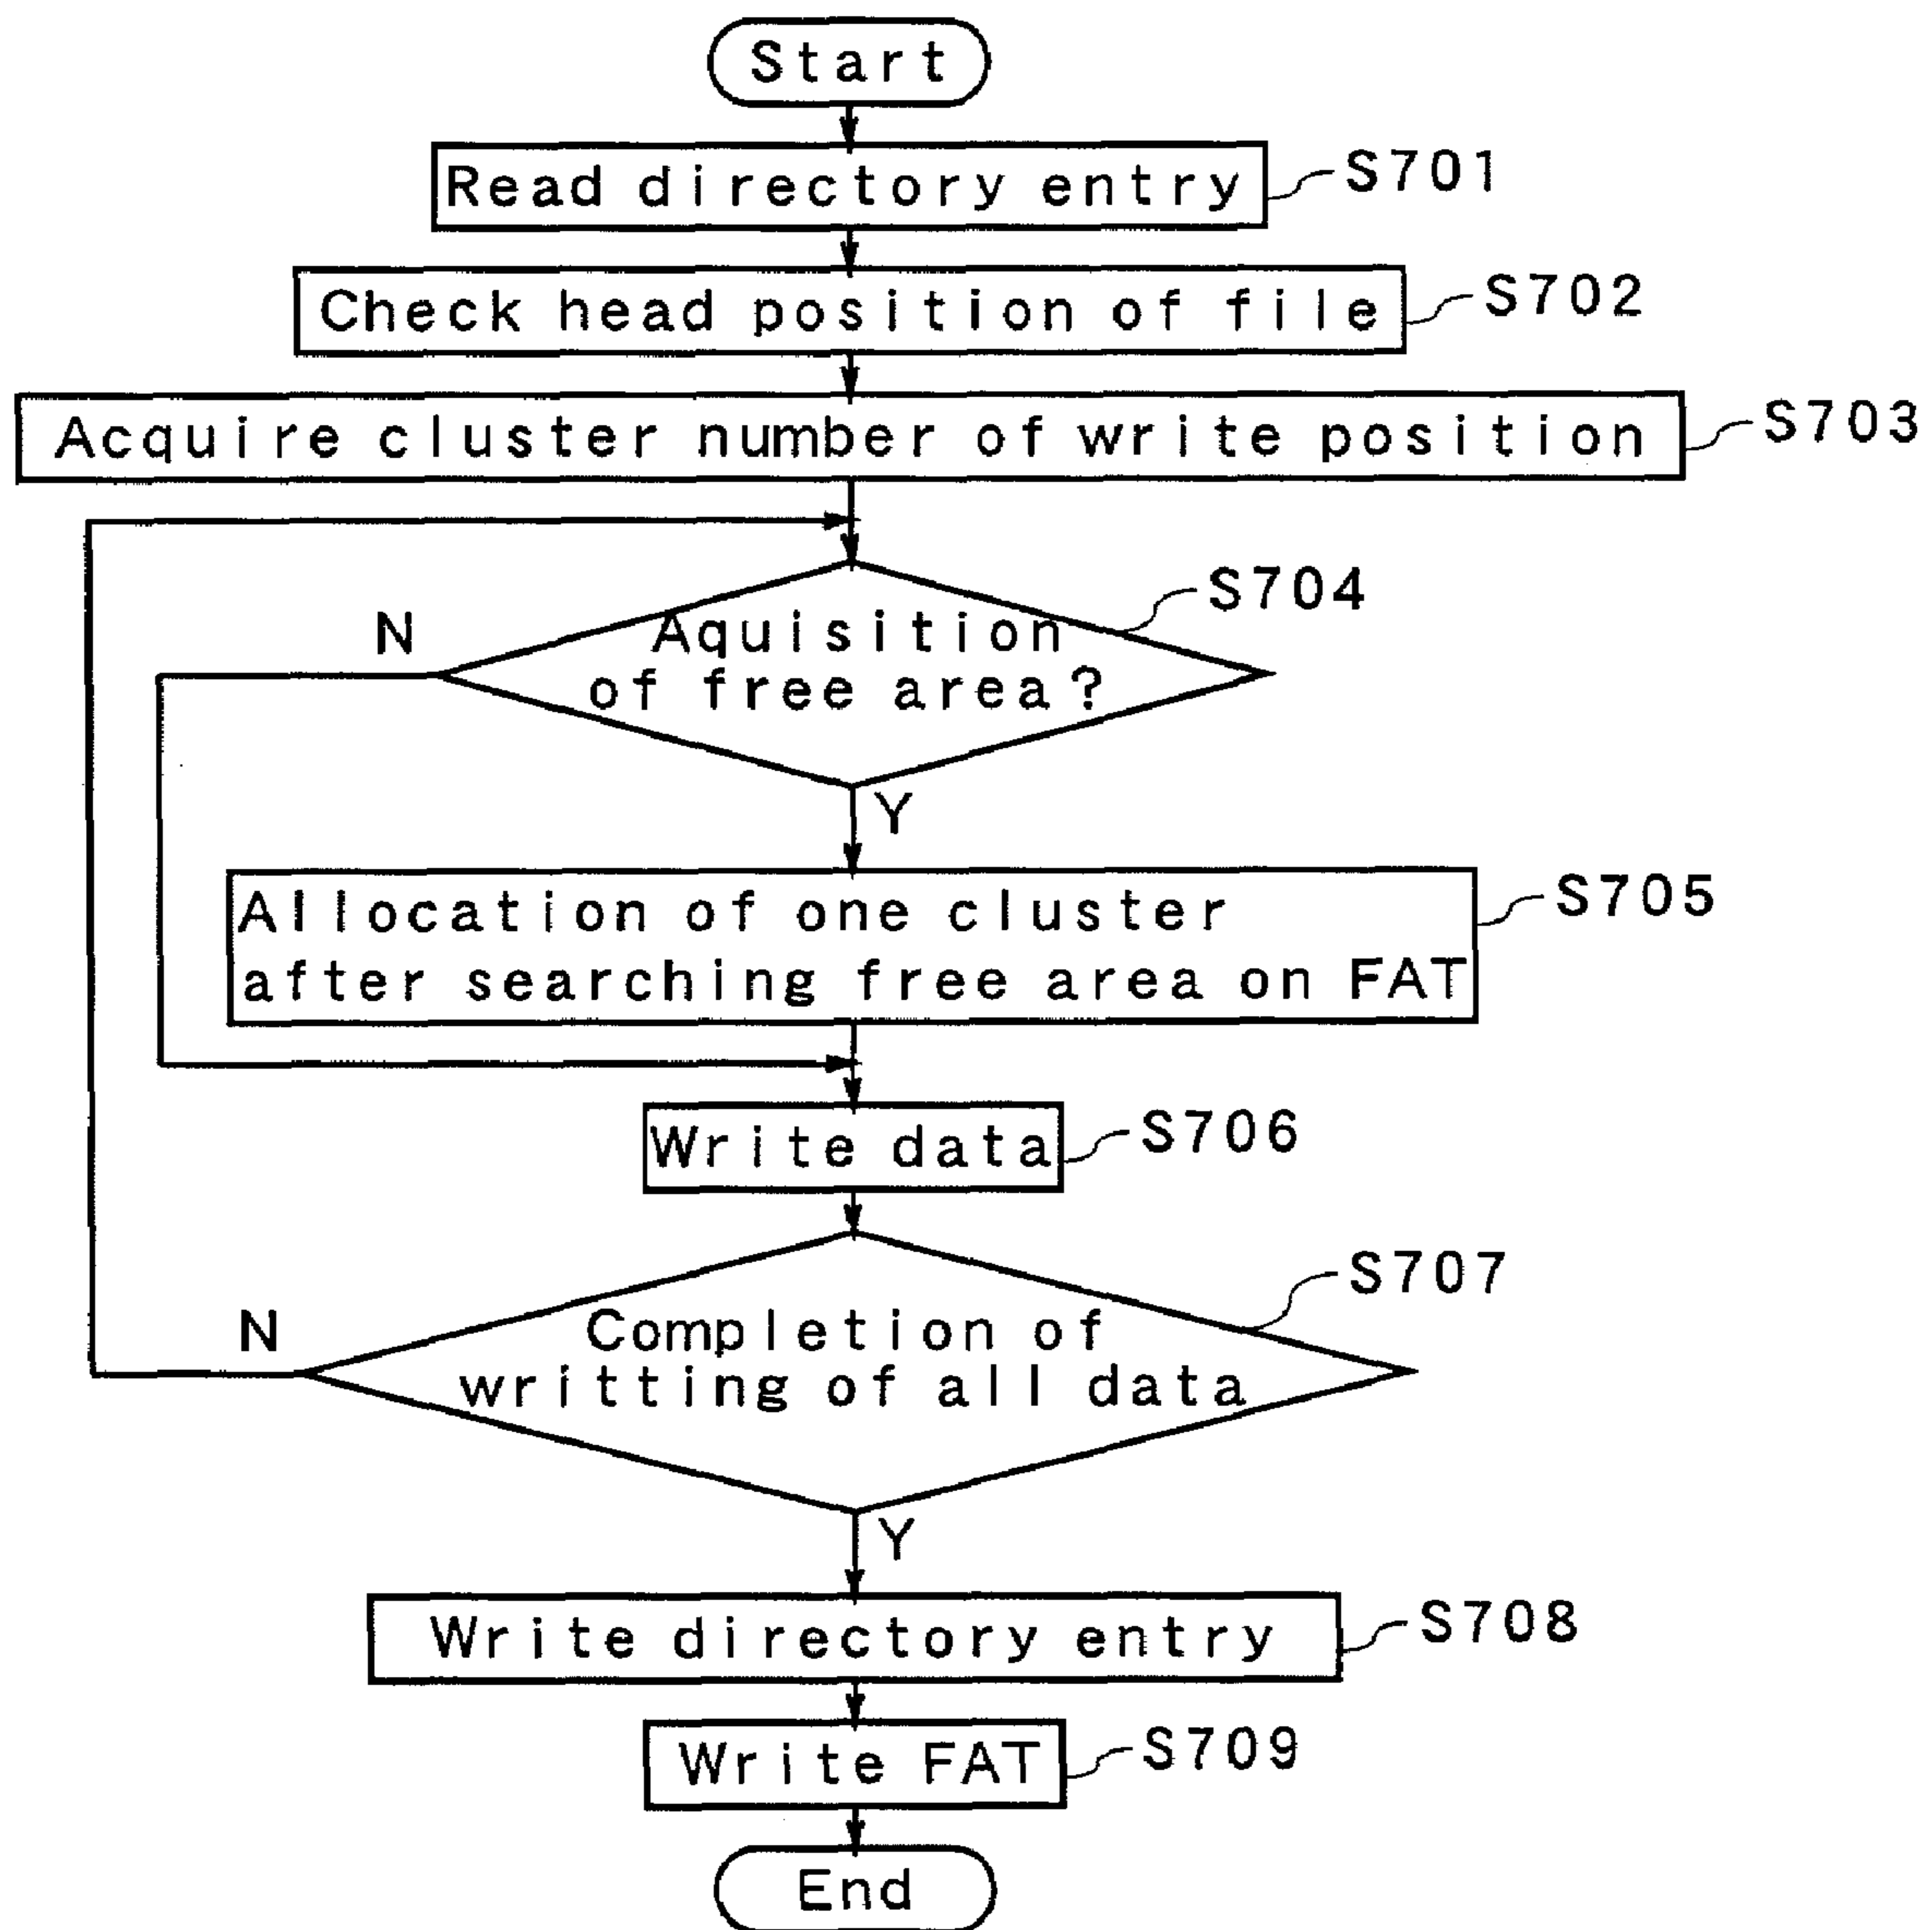 Start
Read directory entry
S701
Check head position of file
S702
Acquire cluster number of write position
S703
S704
N
Aquisition
of free area?
Y
Allocation of one cluster
after searching free area on FAT
S705
Write data
S706
S707
N
Completion of
writting of all data
Y
Write directory entry
S708
Write FAT
S709
End